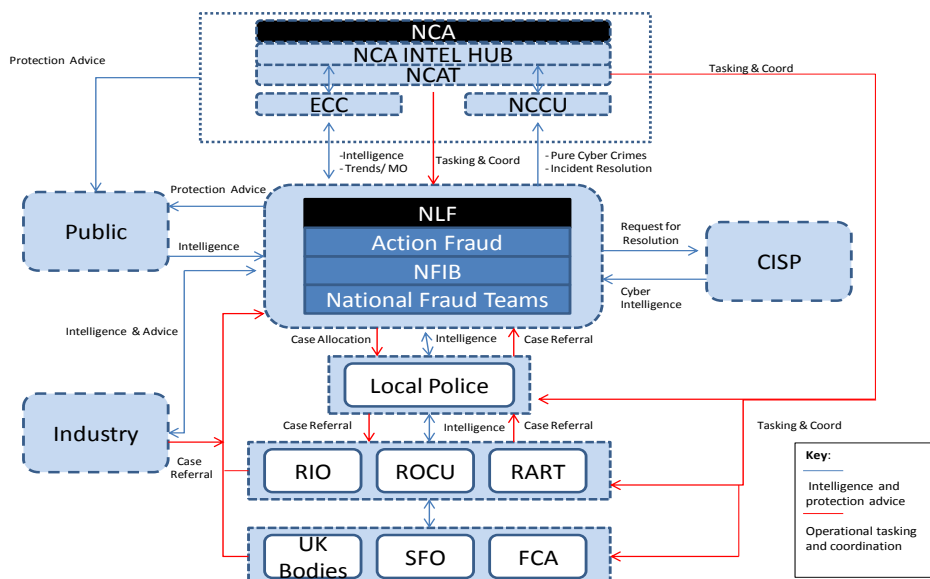 NCA
NCA INTEL HUB
NCAT
ECC
NCCU
Protection Advice
Tasking & Coord
-Intelligence
- Trends/ MO
Tasking & Coord
- Pure Cyber Crimes
- Incident Resolution
Public
Protection Advice
Intelligence
NLF
Action Fraud
NFIB
National Fraud Teams
Request for
Resolution
CISP
Cyber
Intelligence
Intelligence & Advice
Case Allocation
Intelligence
Case Referral
Local Police
Industry
Case
Referral
Case Referral
Intelligence
Case Referral
Tasking & Coord
RIO
ROCU
RART
UK
Bodies
SFO
FCA
Key:
Intelligence and
protection advice
Operational tasking
and coordination